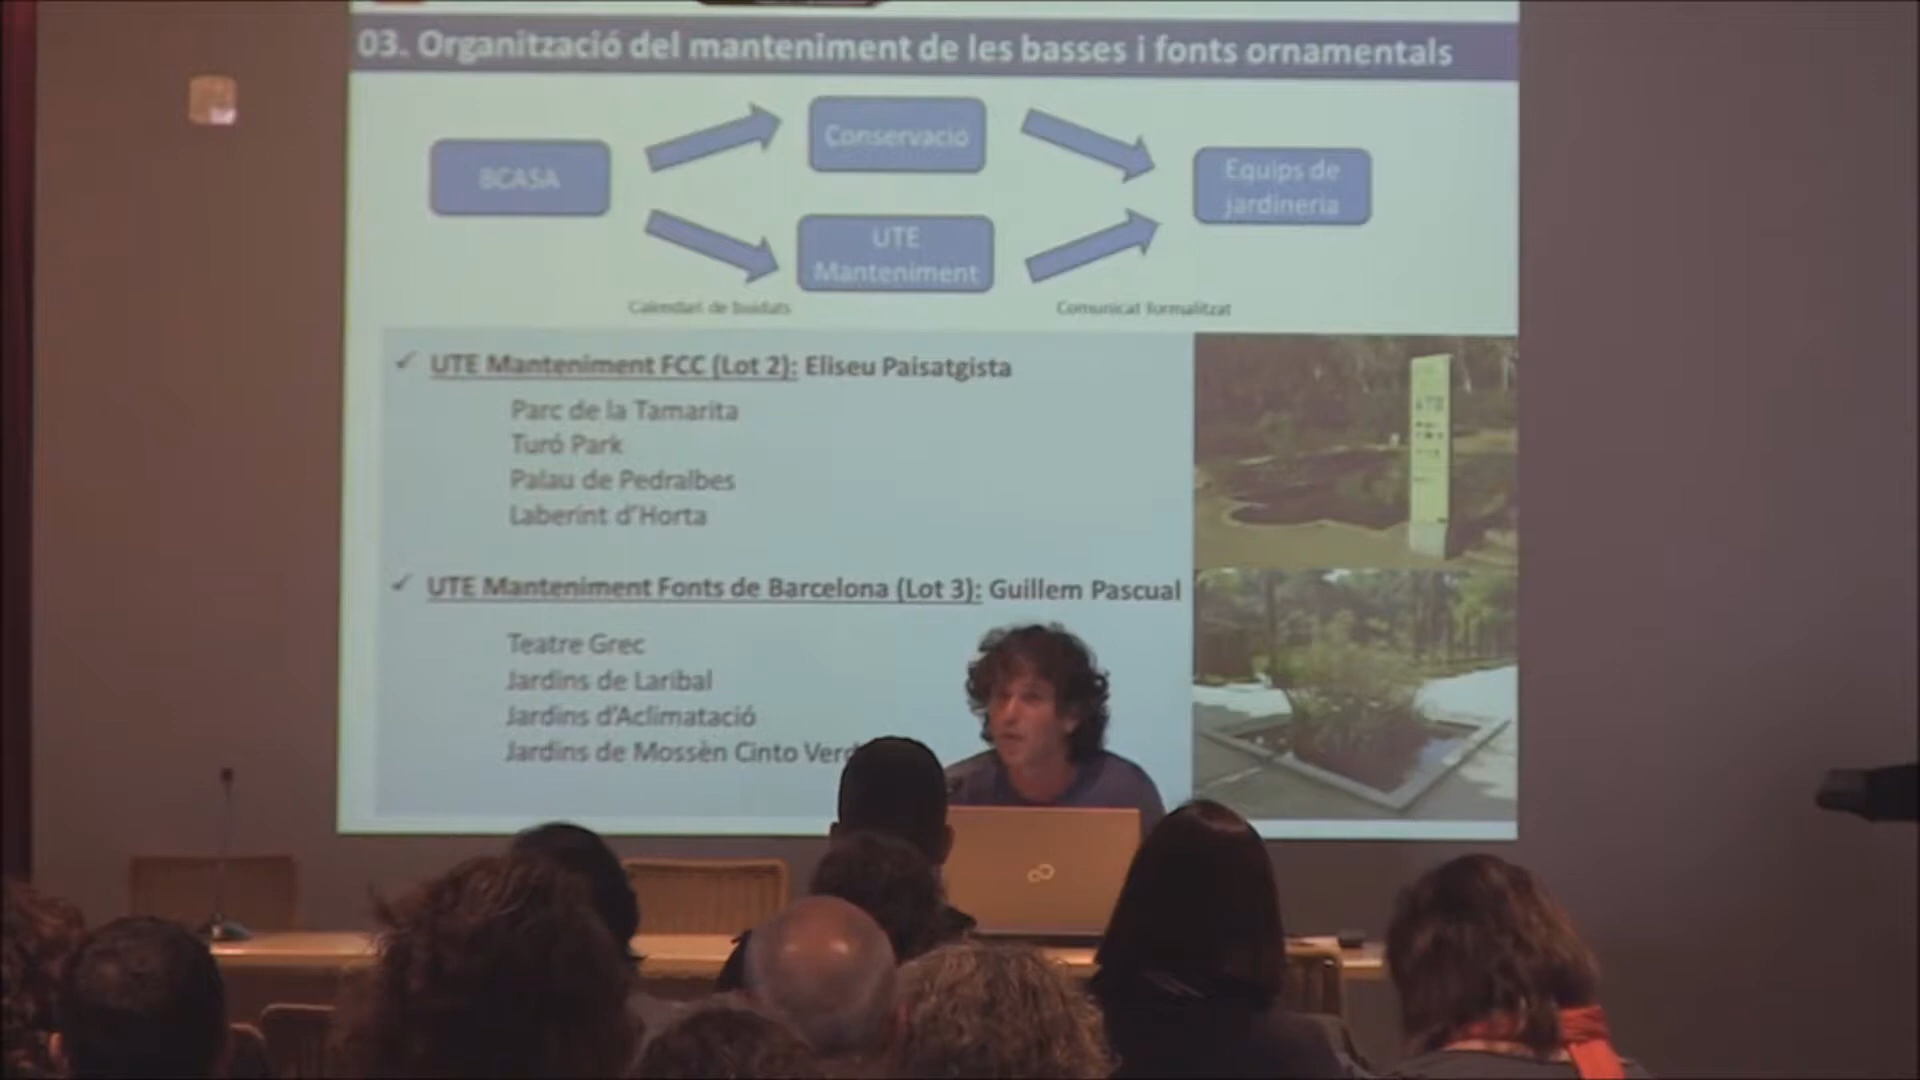 03. Organització del manteniment de les basses i fonts ornamentals
BCASA
Conservació
UTE
Manteniment
Equips de
jardineria
Calendari de buidats
Comunicat formalitzat
✓ UTE Manteniment FCC (Lot 2): Eliseu Paisatgista
Parc de la Tamarita
Turó Park
Palau de Pedralbes
Laberint d'Horta
✓ UTE Manteniment Fonts de Barcelona (Lot 3): Guillem Pascual
Teatre Grec
Jardins de Laribal
Jardins d'Aclimatació
Jardins de Mossèn Cinto Verd